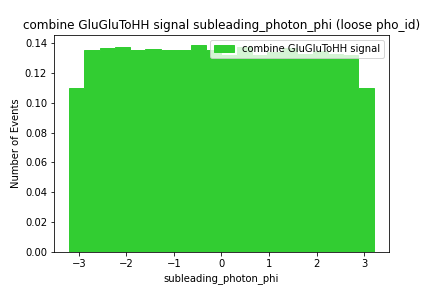 combine GluGluToHH signal subleading_photon_phi (loose pho_id)
combine GluGluToHH signal
Number of Events
0.14
0.12
0.10
0.08
0.06
0.04
0.02
0.00
−3 −2 −1 0 1 2 3
subleading_photon_phi